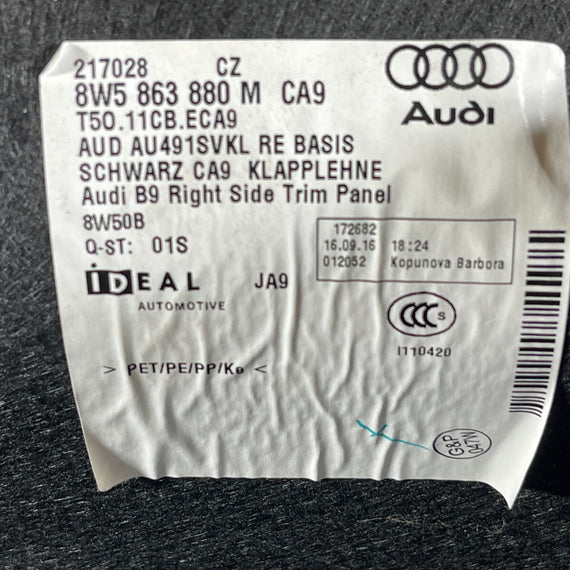 217028 CZ
8W5 863 880 M CA9
T50.11CB.ECA9
AUD AU491SVKL RE BASIS
SCHWARZ CA9 KLAPPLEHNE
Audi B9 Right Side Trim Panel
8W50B
Q-ST: 01S
IDEAL JA9
AUTOMOTIVE
> PET/PE/PP/Ke <
Audi
172682
16.09.16 18:24
012052 Kopunova Barbora
CCC S
I110420
G&P
047N